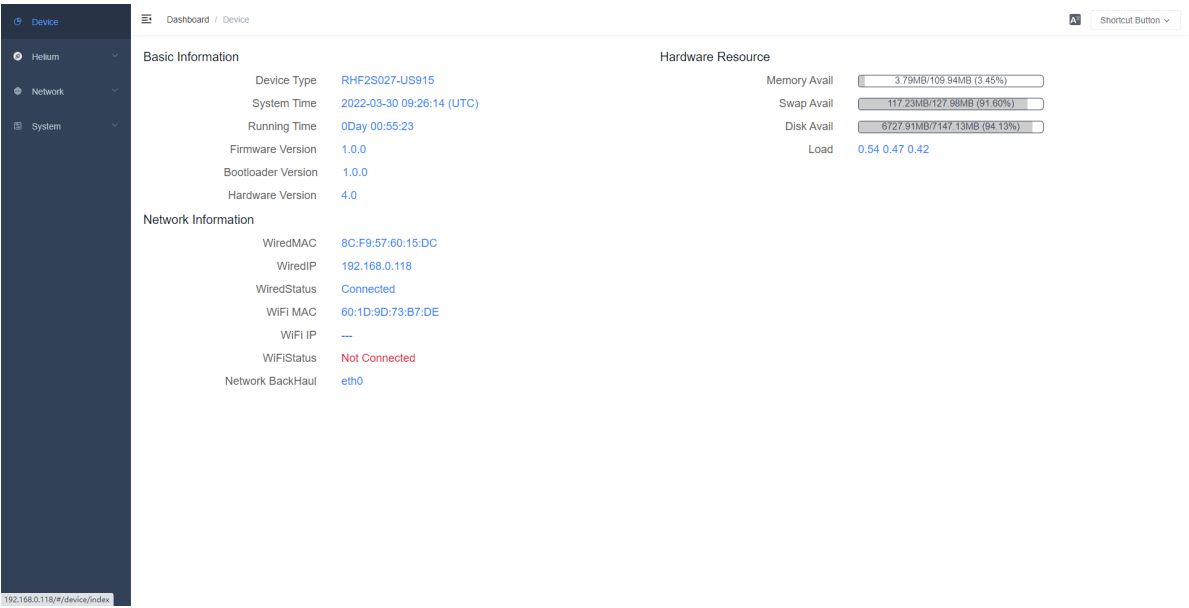 Device
Helium
Network
System
Dashboard / Device
Shortcut Button
Basic Information
Device Type RHF2S027-US915
System Time 2022-03-30 09:26:14 (UTC)
Running Time 0Day 00:55:23
Firmware Version 1.0.0
Bootloader Version 1.0.0
Hardware Version 4.0
Network Information
WiredMAC 8C:F9:57:60:15:DC
WiredIP 192.168.0.118
WiredStatus Connected
WiFi MAC 60:1D:9D:73:B7:DE
WiFi IP ---
WiFiStatus Not Connected
Network BackHaul eth0
Hardware Resource
Memory Avail 3.79MB/109.94MB (3.45%)
Swap Avail 117.23MB/127.98MB (91.60%)
Disk Avail 6727.91MB/7147.13MB (94.13%)
Load 0.54 0.47 0.42
192.168.0.118/#/device/index